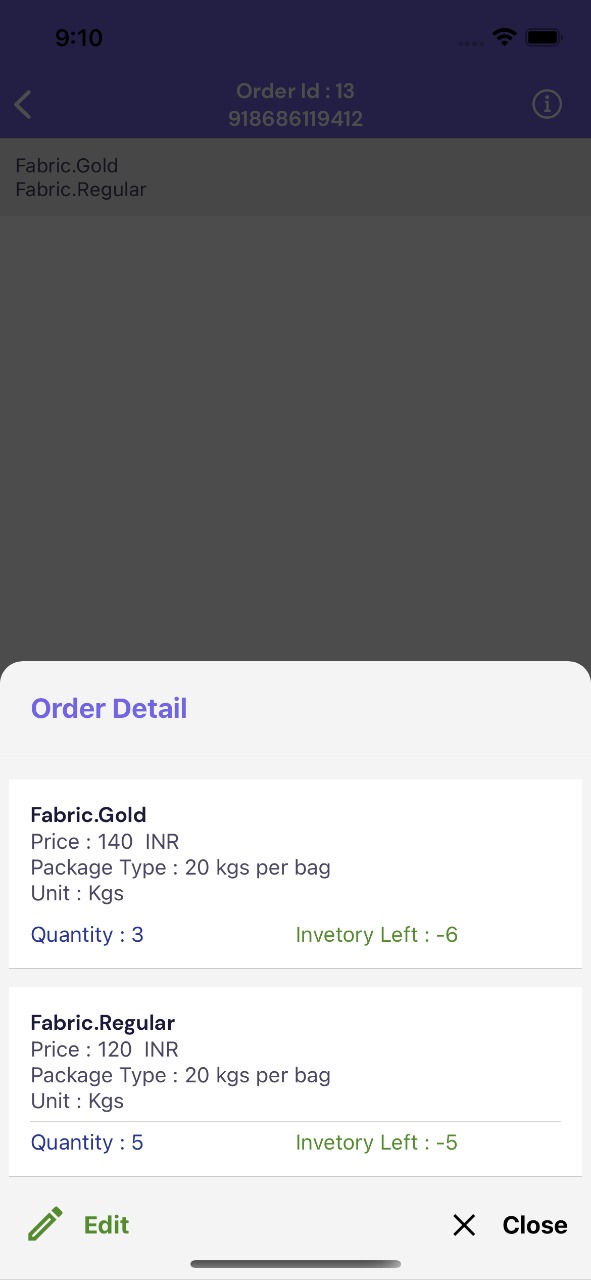 9:10
Order Id : 13
918686119412
Fabric.Gold
Fabric.Regular
Order Detail
Fabric.Gold
Price : 140 INR
Package Type : 20 kgs per bag
Unit : Kgs
Quantity : 3 Invetory Left : -6
Fabric.Regular
Price : 120 INR
Package Type : 20 kgs per bag
Unit : Kgs
Quantity : 5 Invetory Left : -5
Edit Close